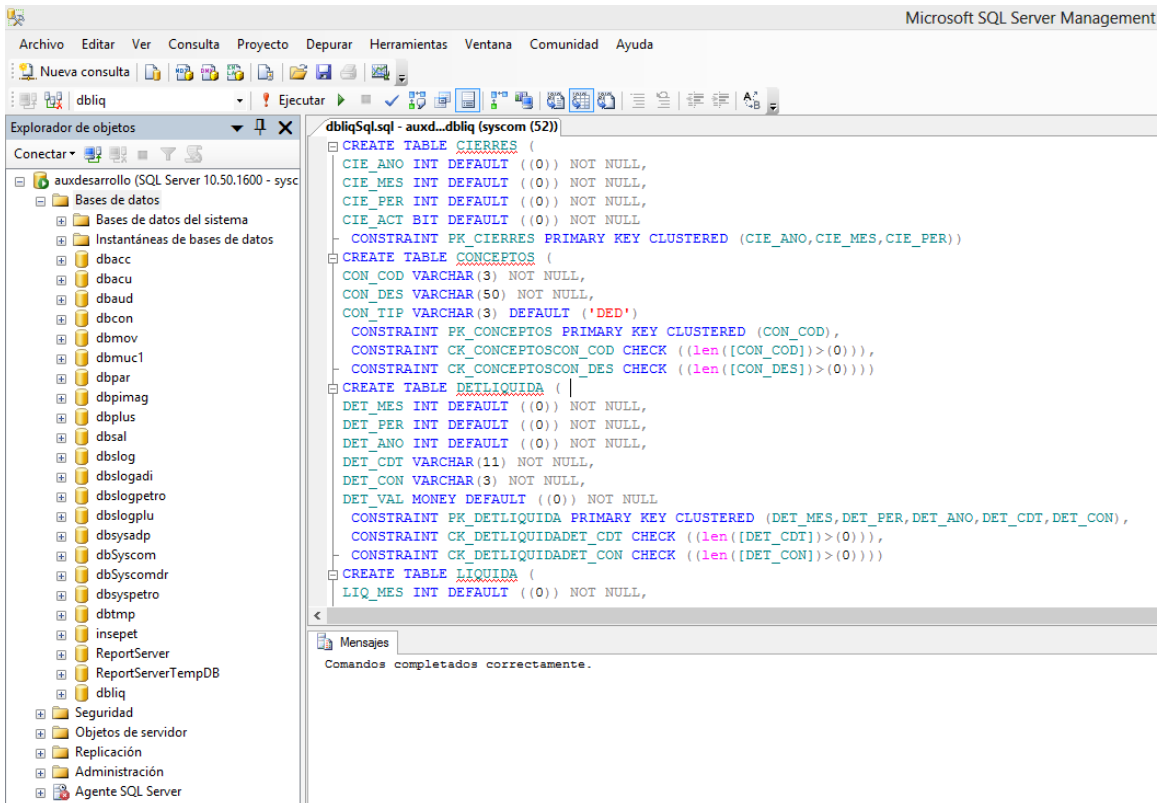 Microsoft SQL Server Management
Archivo Editar Ver Consulta Proyecto Depurar Herramientas Ventana Comunidad Ayuda
Nueva consulta
dbliq Ejecutar
Explorador de objetos
Conectar
auxdesarrollo (SQL Server 10.50.1600 - sysc
Bases de datos
Bases de datos del sistema
Instantáneas de bases de datos
dbacc
dbacu
dbaud
dbcon
dbmov
dbmuc1
dbpar
dbpimag
dbplus
dbsal
dbslog
dbslogadi
dbslogpetro
dbslogplu
dbsysadp
dbSyscom
dbSyscomdr
dbsyspetro
dbtmp
insepet
ReportServer
ReportServerTempDB
dbliq
Seguridad
Objetos de servidor
Replicación
Administración
Agente SQL Server
dbliqSql.sql - auxd...dbliq (syscom (52))
CREATE TABLE CIERRES (
CIE_ANO INT DEFAULT ((0)) NOT NULL,
CIE_MES INT DEFAULT ((0)) NOT NULL,
CIE_PER INT DEFAULT ((0)) NOT NULL,
CIE_ACT BIT DEFAULT ((0)) NOT NULL
CONSTRAINT PK_CIERRES PRIMARY KEY CLUSTERED (CIE_ANO,CIE_MES,CIE_PER))
CREATE TABLE CONCEPTOS (
CON_COD VARCHAR(3) NOT NULL,
CON_DES VARCHAR(50) NOT NULL,
CON_TIP VARCHAR(3) DEFAULT ('DED')
CONSTRAINT PK_CONCEPTOS PRIMARY KEY CLUSTERED (CON_COD),
CONSTRAINT CK_CONCEPTOSCON_COD CHECK ((len([CON_COD])>(0))),
CONSTRAINT CK_CONCEPTOSCON_DES CHECK ((len([CON_DES])>(0))))
CREATE TABLE DETLIQUIDA (
DET_MES INT DEFAULT ((0)) NOT NULL,
DET_PER INT DEFAULT ((0)) NOT NULL,
DET_ANO INT DEFAULT ((0)) NOT NULL,
DET_CDT VARCHAR(11) NOT NULL,
DET_CON VARCHAR(3) NOT NULL,
DET_VAL MONEY DEFAULT ((0)) NOT NULL
CONSTRAINT PK_DETLIQUIDA PRIMARY KEY CLUSTERED (DET_MES,DET_PER,DET_ANO,DET_CDT,DET_CON),
CONSTRAINT CK_DETLIQUIDADET_CDT CHECK ((len([DET_CDT])>(0))),
CONSTRAINT CK_DETLIQUIDADET_CON CHECK ((len([DET_CON])>(0))))
CREATE TABLE LIQUIDA (
LIQ_MES INT DEFAULT ((0)) NOT NULL,
Mensajes
Comandos completados correctamente.